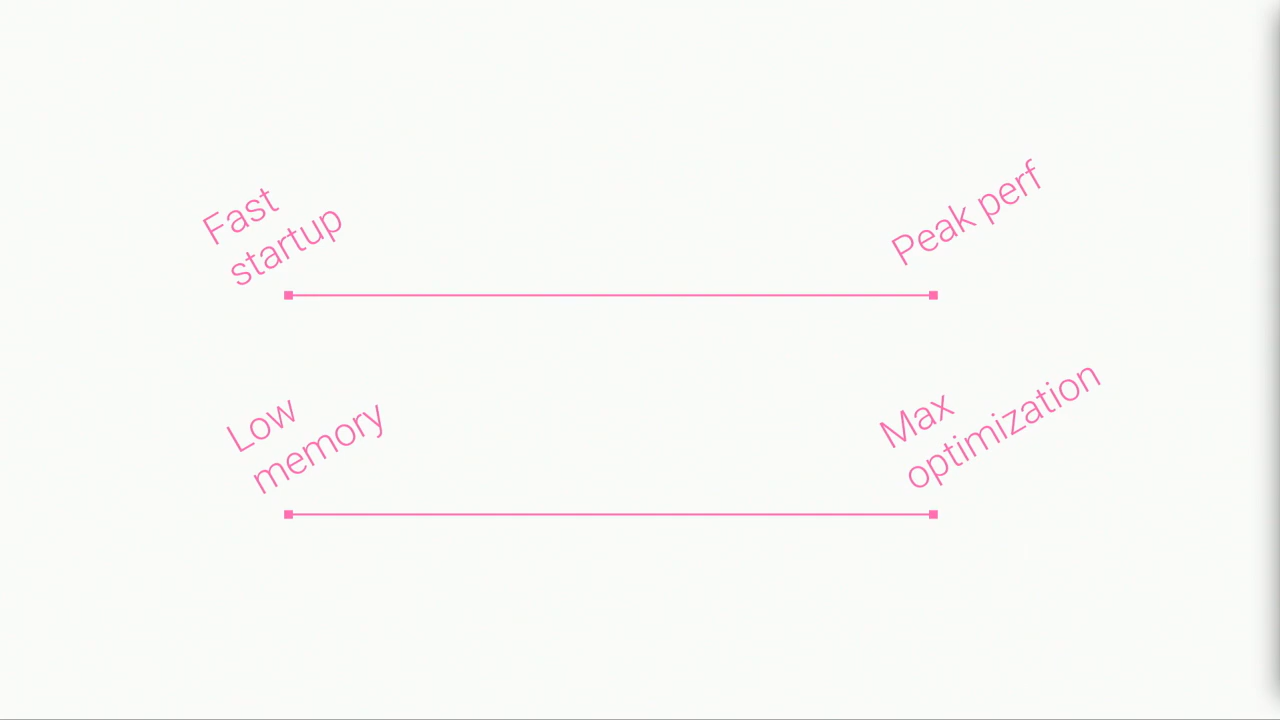 Fast
startup
Peak perf
Low
memory
Max
optimization